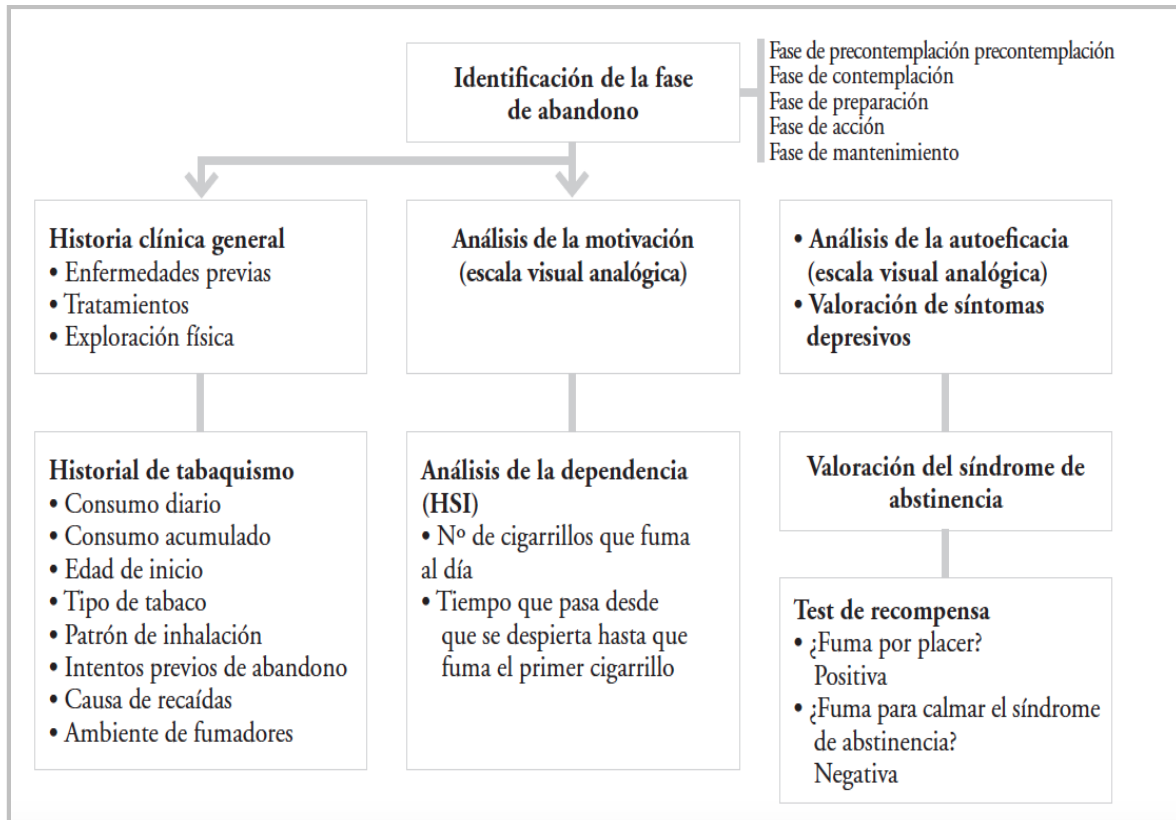 Identificación de la fase
de abandono
Fase de precontemplación precontemplación
Fase de contemplación
Fase de preparación
Fase de acción
Fase de mantenimiento
Historia clínica general
• Enfermedades previas
• Tratamientos
• Exploración física
Análisis de la motivación
(escala visual analógica)
• Análisis de la autoeficacia
(escala visual analógica)
• Valoración de síntomas
depresivos
Historial de tabaquismo
• Consumo diario
• Consumo acumulado
• Edad de inicio
• Tipo de tabaco
• Patrón de inhalación
• Intentos previos de abandono
• Causa de recaídas
• Ambiente de fumadores
Análisis de la dependencia
(HSI)
• Nº de cigarrillos que fuma
al día
• Tiempo que pasa desde
que se despierta hasta que
fuma el primer cigarrillo
Valoración del síndrome de
abstinencia
Test de recompensa
• ¿Fuma por placer?
Positiva
• ¿Fuma para calmar el síndrome
de abstinencia?
Negativa